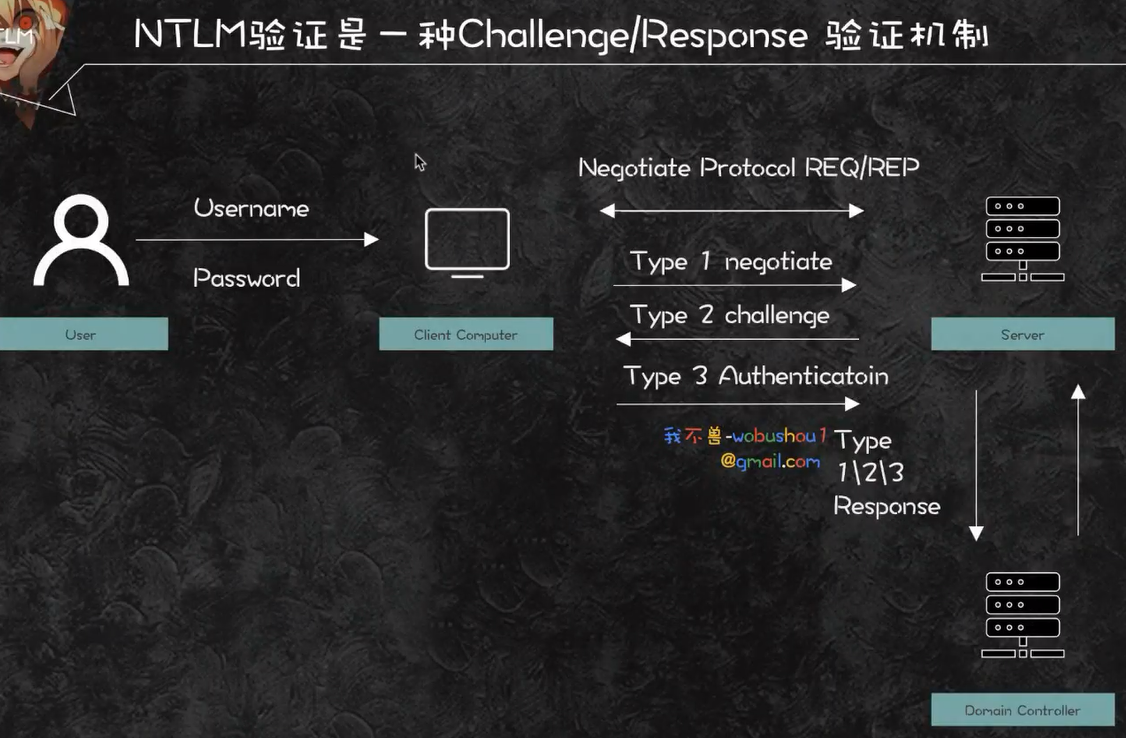 TLM
NTLM验证是一种Challenge/Response 验证机制
Negotiate Protocol REQ/REP
Username
Password
Type 1 negotiate
Type 2 challenge
Type 3 Authenticatoin
User
Client Computer
Server
我不兽-wobushou1
@gmail.com
Type
1\2\3
Response
Domain Controller